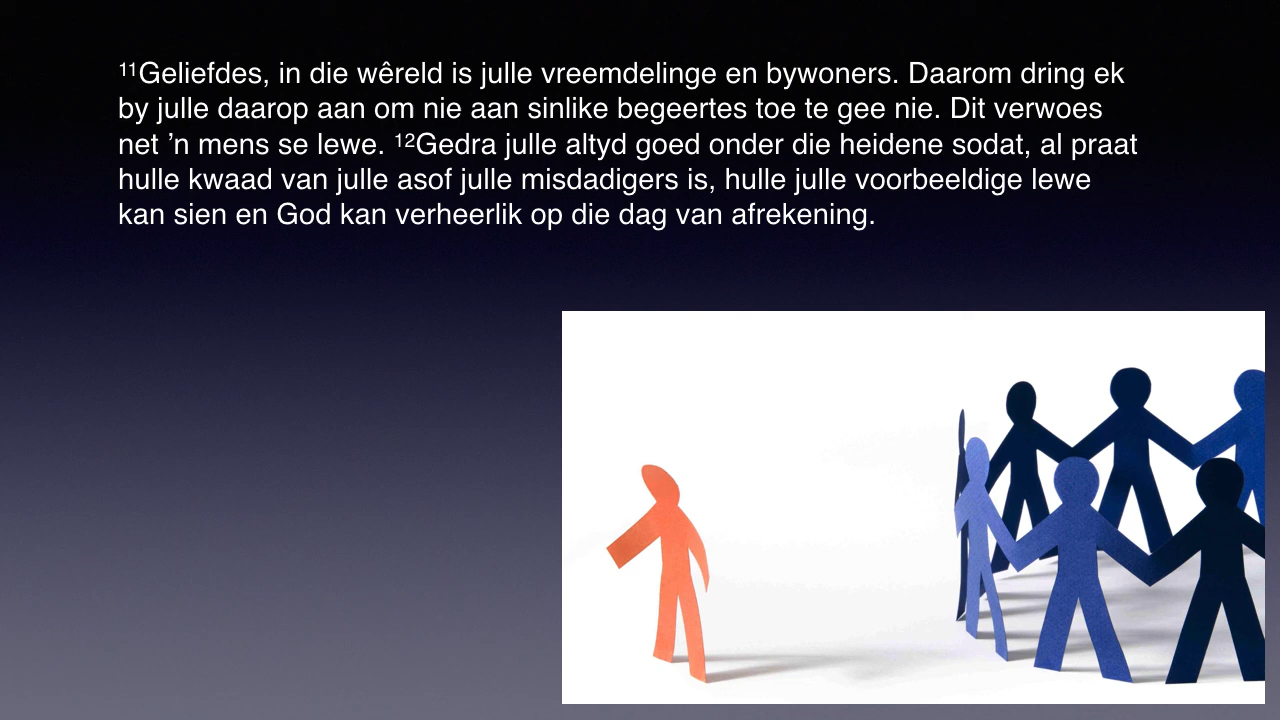 ¹¹Geliefdes, in die wêreld is julle vreemdelinge en bywoners. Daarom dring ek
by julle daarop aan om nie aan sinlike begeertes toe te gee nie. Dit verwoes
net ’n mens se lewe. ¹²Gedra julle altyd goed onder die heidene sodat, al praat
hulle kwaad van julle asof julle misdadigers is, hulle julle voorbeeldige lewe
kan sien en God kan verheerlik op die dag van afrekening.